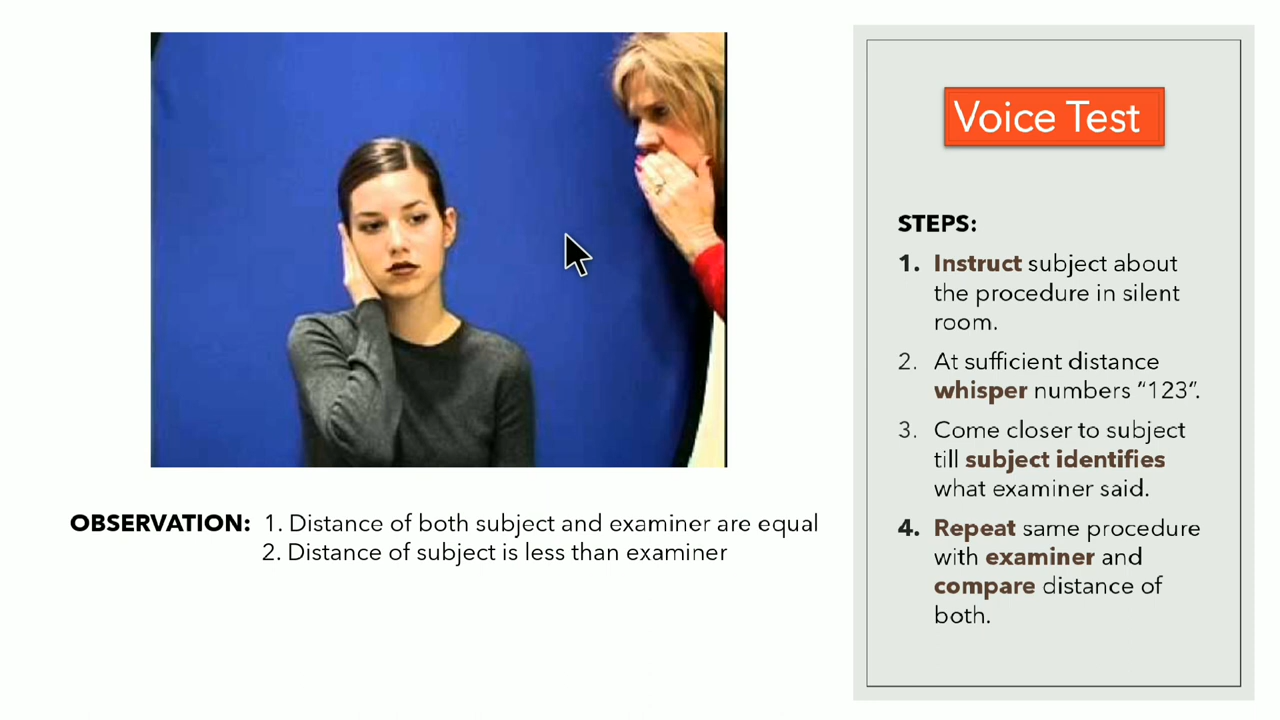 Voice Test
STEPS:
1. Instruct subject about
the procedure in silent
room.
2. At sufficient distance
whisper numbers “123”.
3. Come closer to subject
till subject identifies
what examiner said.
4. Repeat same procedure
with examiner and
compare distance of
both.
OBSERVATION: 1. Distance of both subject and examiner are equal
2. Distance of subject is less than examiner